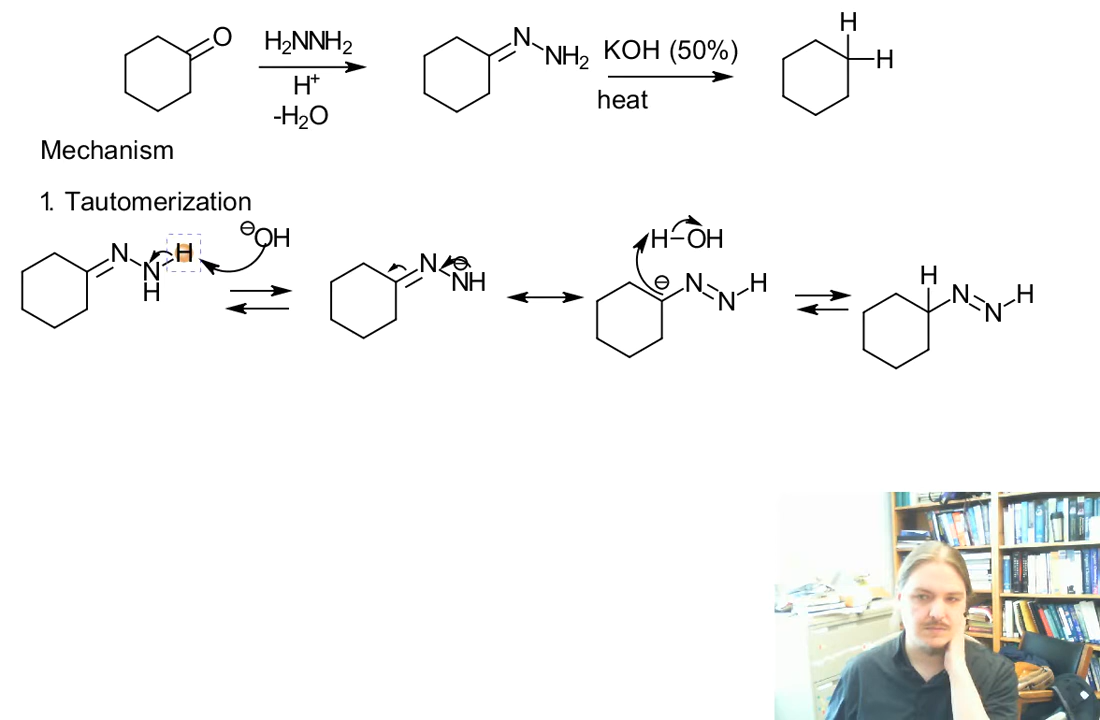 O H₂NNH₂ H⁺ -H₂O N NH₂ KOH (50%) heat H H
Mechanism
1. Tautomerization
N N H H ⊖OH N ⊖ NH H–OH ⊖ N N H H N N H